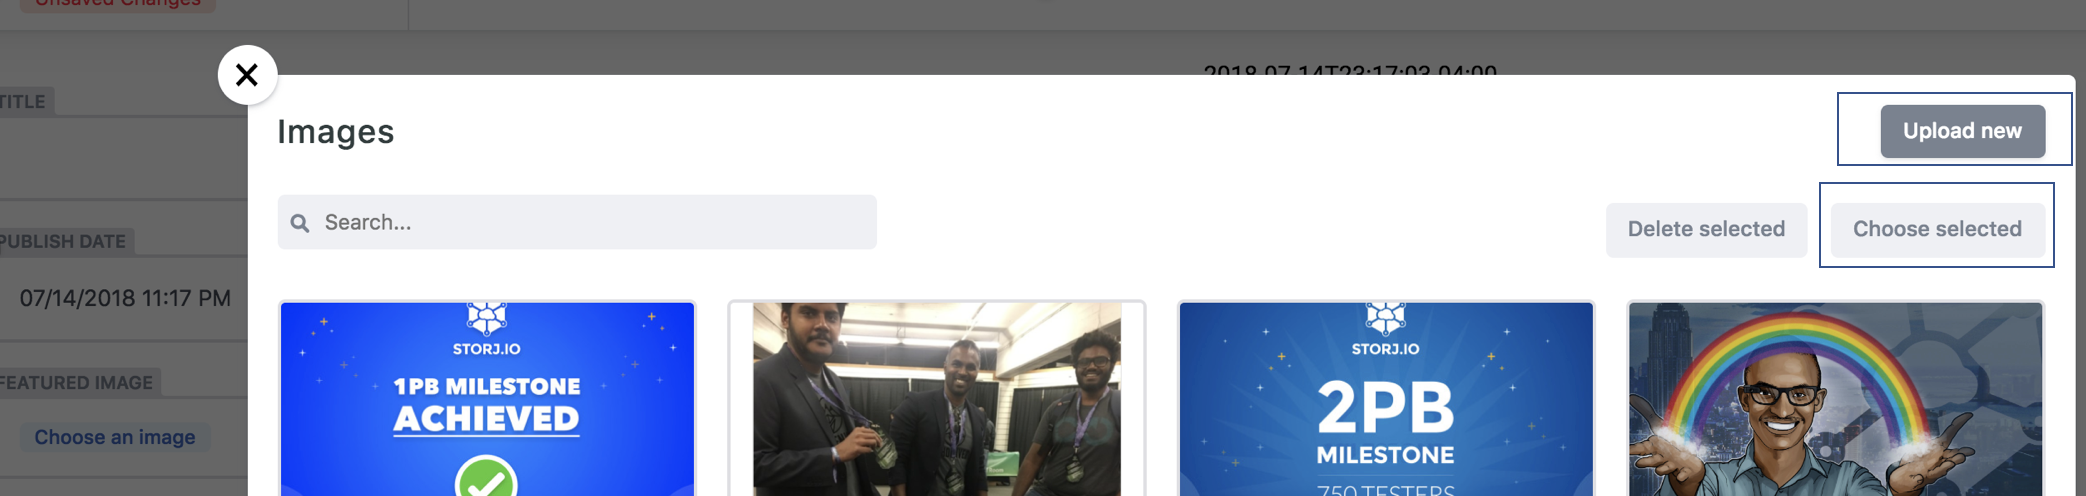 Unsaved Changes
2018-07-14T23:17:03-04:00
TITLE
Images
Upload new
Search...
Delete selected
Choose selected
PUBLISH DATE
07/14/2018 11:17 PM
FEATURED IMAGE
Choose an image
STORJ.IO
1PB MILESTONE
ACHIEVED
STORJ.IO
2PB
MILESTONE
750 TESTERS